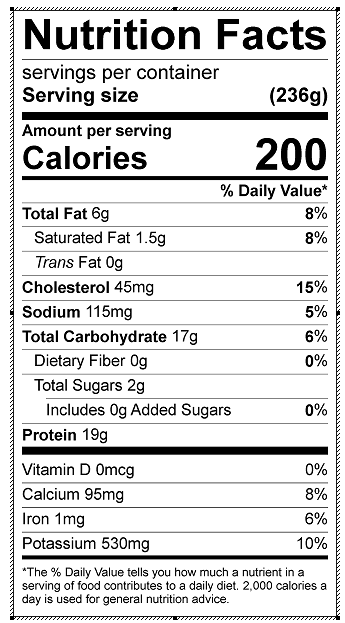 Nutrition Facts
servings per container
Serving size (236g)
Amount per serving
Calories 200
% Daily Value*
Total Fat 6g 8%
Saturated Fat 1.5g 8%
Trans Fat 0g
Cholesterol 45mg 15%
Sodium 115mg 5%
Total Carbohydrate 17g 6%
Dietary Fiber 0g 0%
Total Sugars 2g
Includes 0g Added Sugars 0%
Protein 19g
Vitamin D 0mcg 0%
Calcium 95mg 8%
Iron 1mg 6%
Potassium 530mg 10%
*The % Daily Value tells you how much a nutrient in a
serving of food contributes to a daily diet. 2,000 calories a
day is used for general nutrition advice.